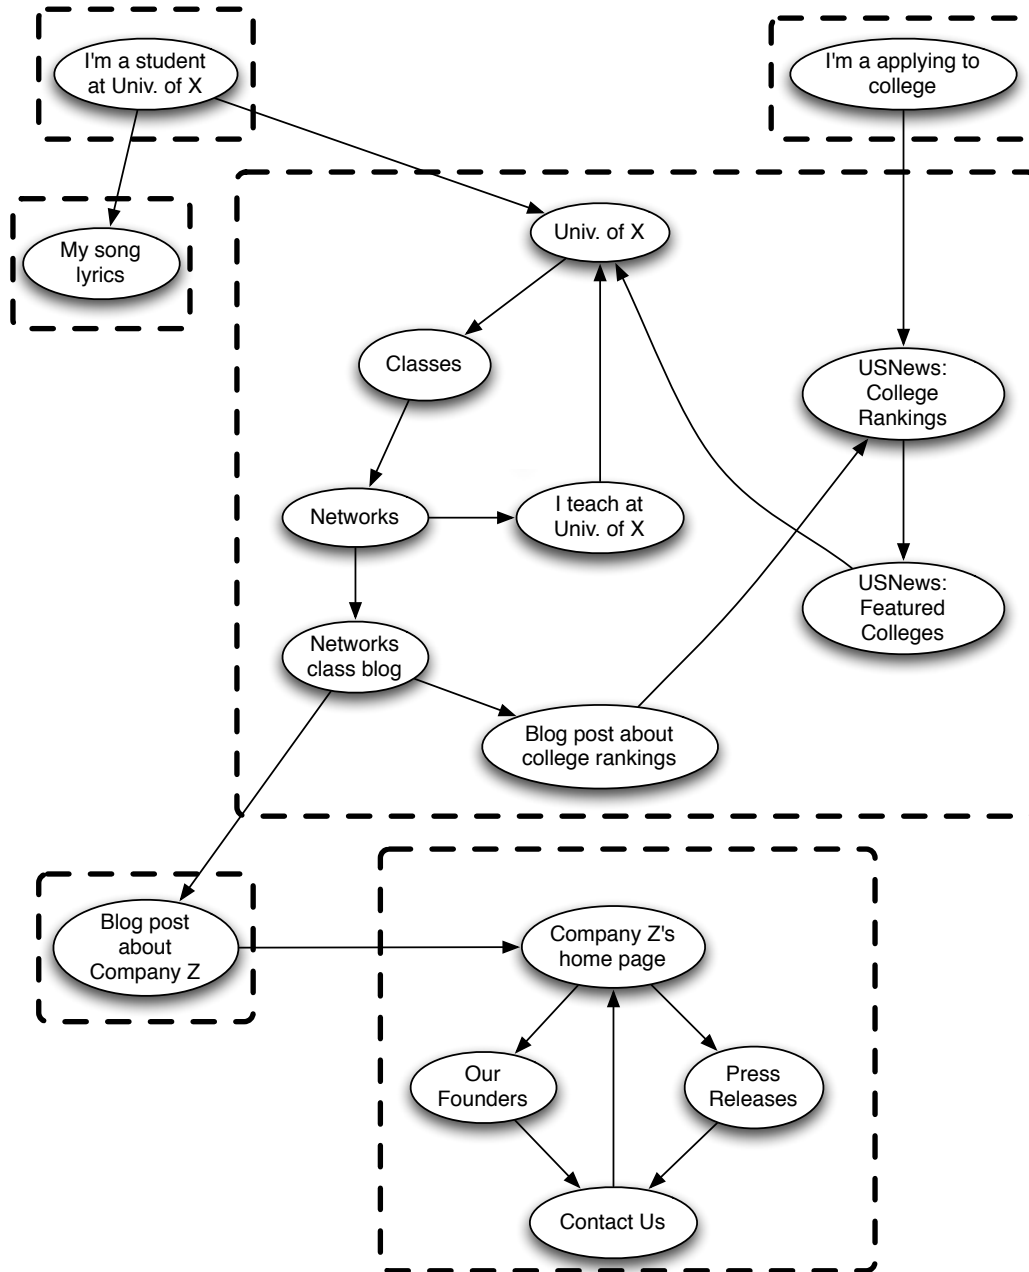 I'm a student
at Univ. of X
I'm a applying to
college
My song
lyrics
Univ. of X
Classes
USNews:
College
Rankings
Networks
I teach at
Univ. of X
USNews:
Featured
Colleges
Networks
class blog
Blog post about
college rankings
Blog post
about
Company Z
Company Z's
home page
Our
Founders
Press
Releases
Contact Us